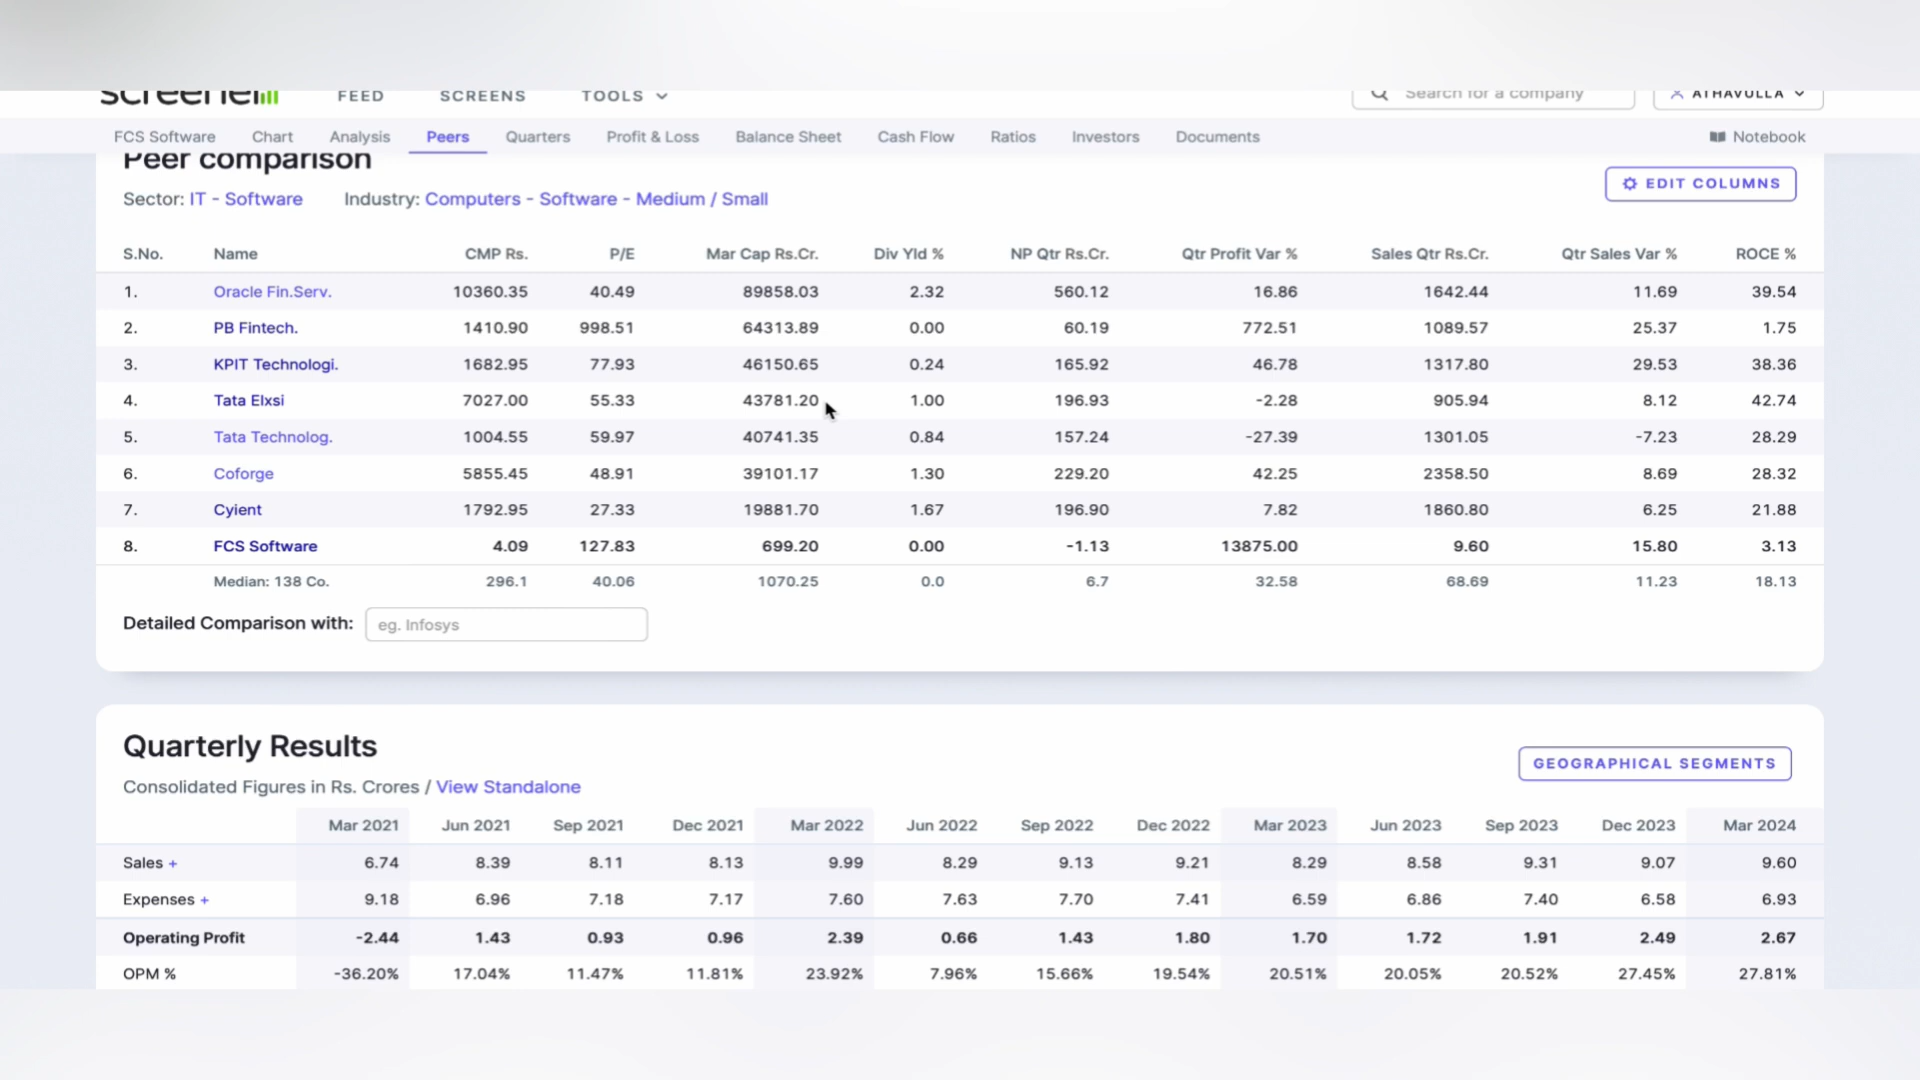 screener
FEED SCREENS TOOLS Search for a company ATHAVULLA
FCS Software Chart Analysis Peers Quarters Profit & Loss Balance Sheet Cash Flow Ratios Investors Documents Notebook
Peer comparison
EDIT COLUMNS
Sector: IT - Software Industry: Computers - Software - Medium / Small
S.No. Name CMP Rs. P/E Mar Cap Rs.Cr. Div Yld % NP Qtr Rs.Cr. Qtr Profit Var % Sales Qtr Rs.Cr. Qtr Sales Var % ROCE %
1. Oracle Fin.Serv. 10360.35 40.49 89858.03 2.32 560.12 16.86 1642.44 11.69 39.54
2. PB Fintech. 1410.90 998.51 64313.89 0.00 60.19 772.51 1089.57 25.37 1.75
3. KPIT Technologi. 1682.95 77.93 46150.65 0.24 165.92 46.78 1317.80 29.53 38.36
4. Tata Elxsi 7027.00 55.33 43781.20 1.00 196.93 -2.28 905.94 8.12 42.74
5. Tata Technolog. 1004.55 59.97 40741.35 0.84 157.24 -27.39 1301.05 -7.23 28.29
6. Coforge 5855.45 48.91 39101.17 1.30 229.20 42.25 2358.50 8.69 28.32
7. Cyient 1792.95 27.33 19881.70 1.67 196.90 7.82 1860.80 6.25 21.88
8. FCS Software 4.09 127.83 699.20 0.00 -1.13 13875.00 9.60 15.80 3.13
Median: 138 Co. 296.1 40.06 1070.25 0.0 6.7 32.58 68.69 11.23 18.13
Detailed Comparison with: eg. Infosys
Quarterly Results
GEOGRAPHICAL SEGMENTS
Consolidated Figures in Rs. Crores / View Standalone
Mar 2021 Jun 2021 Sep 2021 Dec 2021 Mar 2022 Jun 2022 Sep 2022 Dec 2022 Mar 2023 Jun 2023 Sep 2023 Dec 2023 Mar 2024
Sales + 6.74 8.39 8.11 8.13 9.99 8.29 9.13 9.21 8.29 8.58 9.31 9.07 9.60
Expenses + 9.18 6.96 7.18 7.17 7.60 7.63 7.70 7.41 6.59 6.86 7.40 6.58 6.93
Operating Profit -2.44 1.43 0.93 0.96 2.39 0.66 1.43 1.80 1.70 1.72 1.91 2.49 2.67
OPM % -36.20% 17.04% 11.47% 11.81% 23.92% 7.96% 15.66% 19.54% 20.51% 20.05% 20.52% 27.45% 27.81%